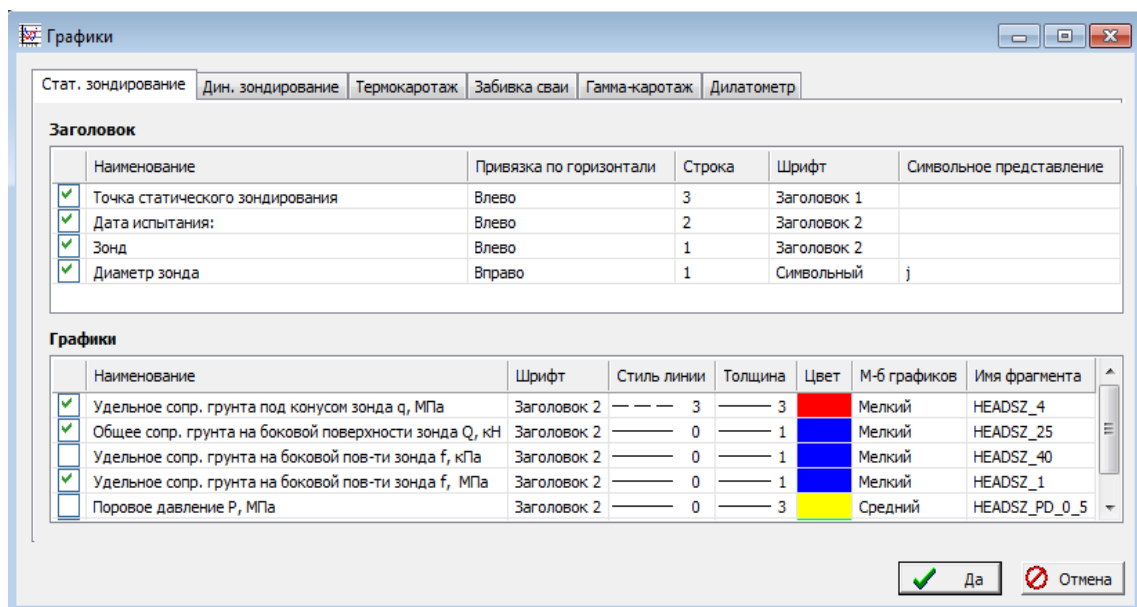 Графики
Стат. зондирование Дин. зондирование Термокаротаж Забивка сваи Гамма-каротаж Дилатометр
Заголовок
Наименование Привязка по горизонтали Строка Шрифт Символьное представление
Точка статического зондирования Влево 3 Заголовок 1
Дата испытания: Влево 2 Заголовок 2
Зонд Влево 1 Заголовок 2
Диаметр зонда Вправо 1 Символьный j
Графики
Наименование Шрифт Стиль линии Толщина Цвет М-б графиков Имя фрагмента
Удельное сопр. грунта под конусом зонда q, МПа Заголовок 2 3 3 Мелкий HEADSZ_4
Общее сопр. грунта на боковой поверхности зонда Q, кН Заголовок 2 0 1 Мелкий HEADSZ_25
Удельное сопр. грунта на боковой пов-ти зонда f, кПа Заголовок 2 0 1 Мелкий HEADSZ_40
Удельное сопр. грунта на боковой пов-ти зонда f, МПа Заголовок 2 0 1 Мелкий HEADSZ_1
Поровое давление P, МПа Заголовок 2 0 3 Средний HEADSZ_PD_0_5
Да Отмена